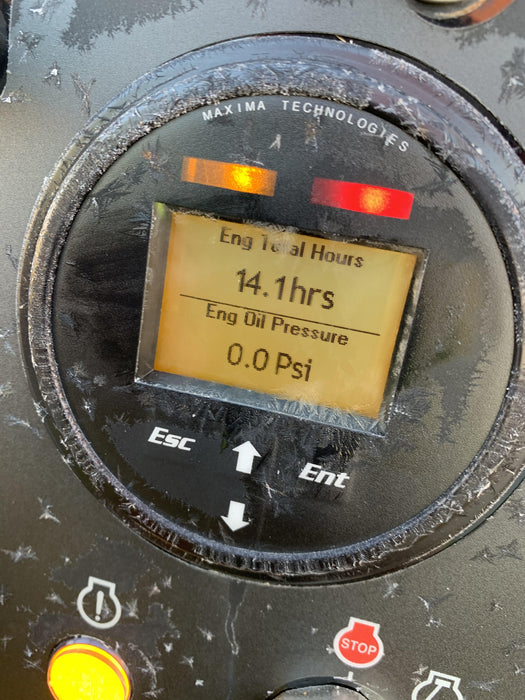 MAXIMA TECHNOLOGIES
Eng Total Hours
14.1hrs
Eng Oil Pressure
0.0 Psi
Esc
Ent
!
STOP